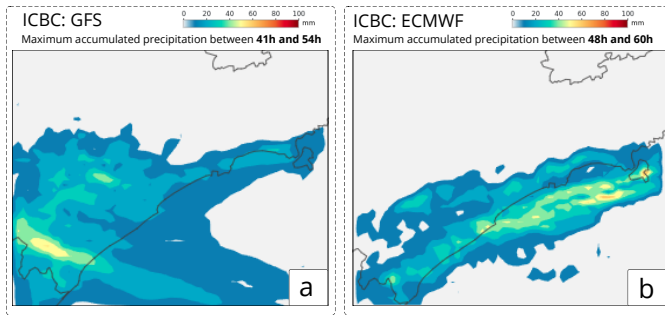 ICBC: GFS
0 20 40 60 80 100
mm
Maximum accumulated precipitation between 41h and 54h
a
ICBC: ECMWF
0 20 40 60 80 100
mm
Maximum accumulated precipitation between 48h and 60h
b